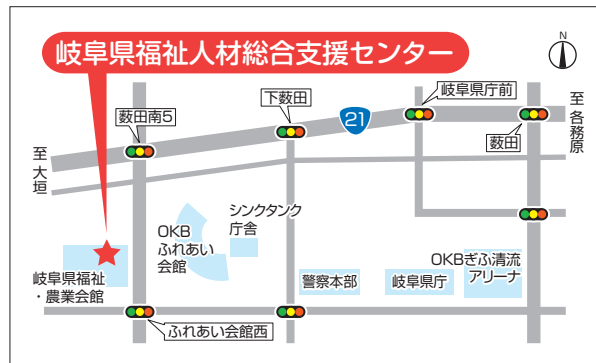 岐阜県福祉人材総合支援センター
N
岐阜県庁前
下薮田
21
薮田南5
薮田
至各務原
至大垣
シンクタンク
庁舎
OKB
ふれあい
会館
岐阜県福祉
・農業会館
警察本部
岐阜県庁
OKBぎふ清流
アリーナ
ふれあい会館西